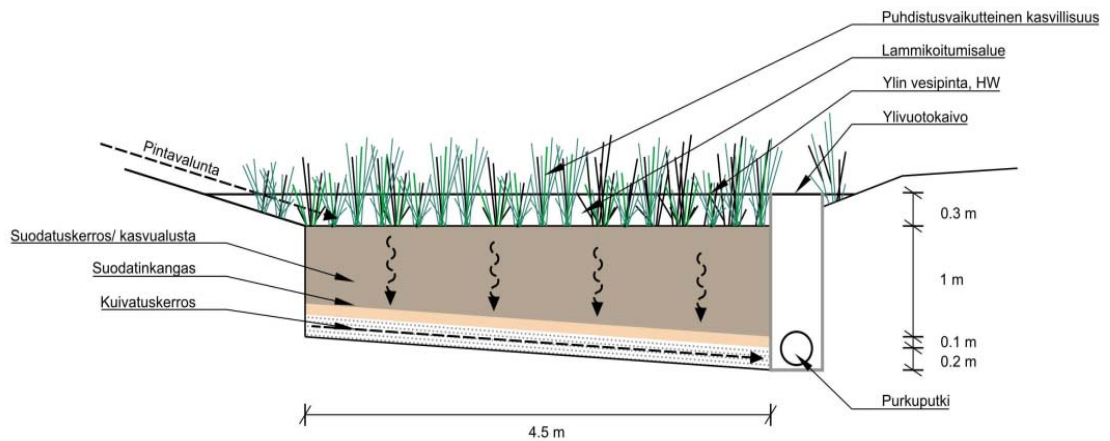 Puhdistusvaikutteinen kasvillisuus
Lammikoitumisalue
Ylin vesipinta, HW
Ylivuotokaivo
Pintavalunta
0.3 m
Suodatuskerros/ kasvualusta
Suodatinkangas
1 m
Kuivatuskerros
0.1 m
0.2 m
Purkuputki
4.5 m